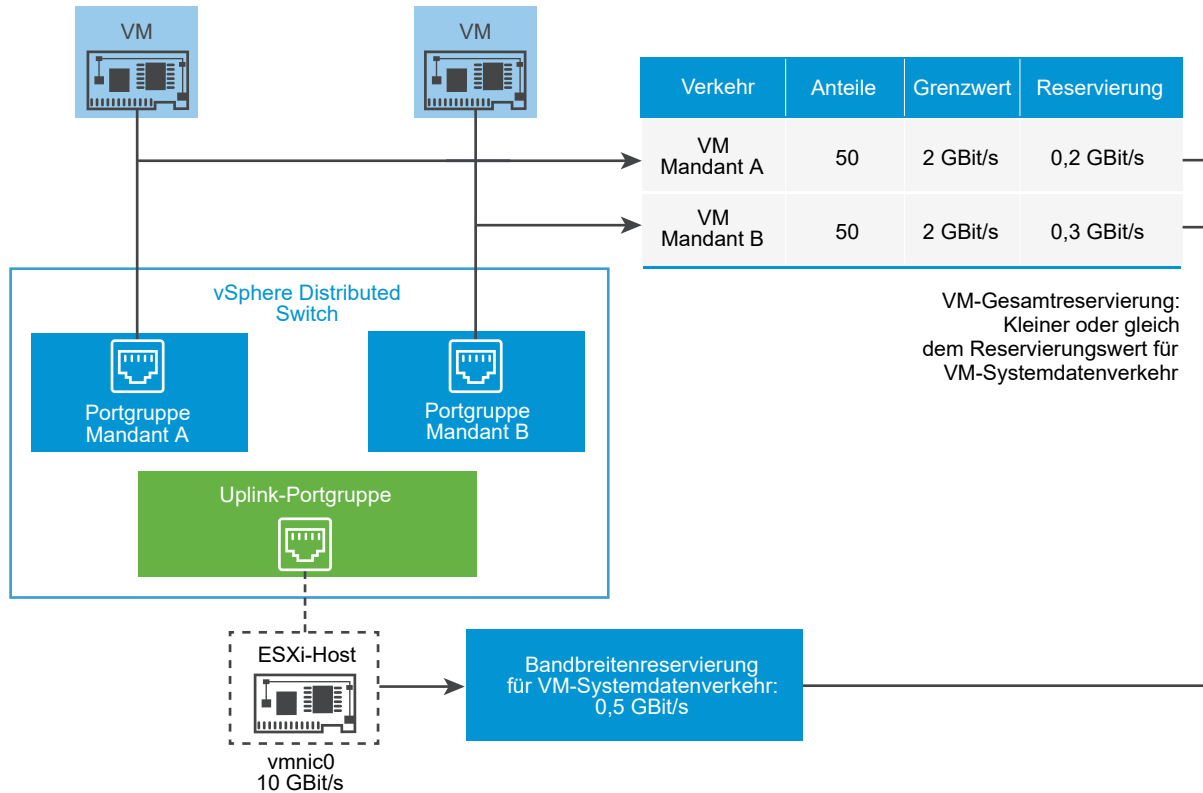 VM
VM
Verkehr Anteile Grenzwert Reservierung
VM
Mandant A
50 2 GBit/s 0,2 GBit/s
VM
Mandant B
50 2 GBit/s 0,3 GBit/s
vSphere Distributed
Switch
VM-Gesamtreservierung:
Kleiner oder gleich
dem Reservierungswert für
VM-Systemdatenverkehr
Portgruppe
Mandant A
Portgruppe
Mandant B
Uplink-Portgruppe
ESXi-Host
vmnic0
10 GBit/s
Bandbreitenreservierung
für VM-Systemdatenverkehr:
0,5 GBit/s